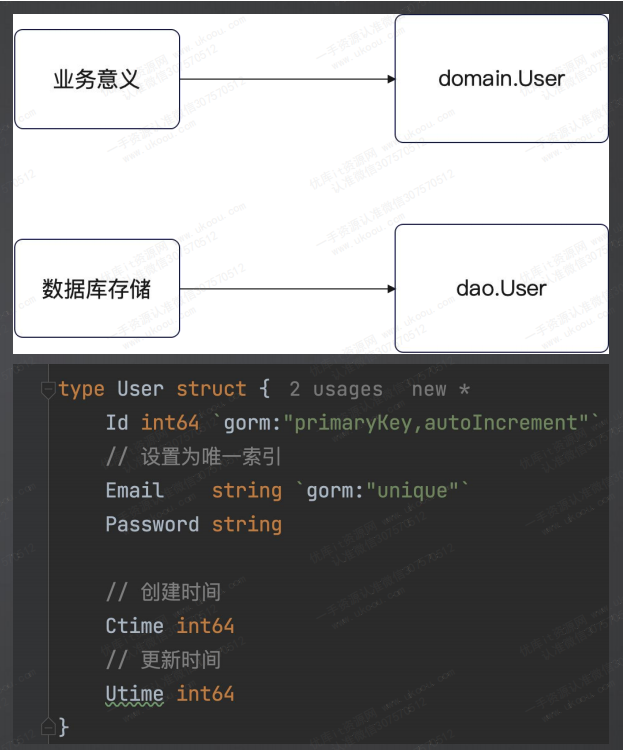 业务意义
domain.User
数据库存储
dao.User
type User struct { 2 usages new *
Id int64 `gorm:"primaryKey,autoIncrement"`
// 设置为唯一索引
Email string `gorm:"unique"`
Password string
// 创建时间
Ctime int64
// 更新时间
Utime int64
}